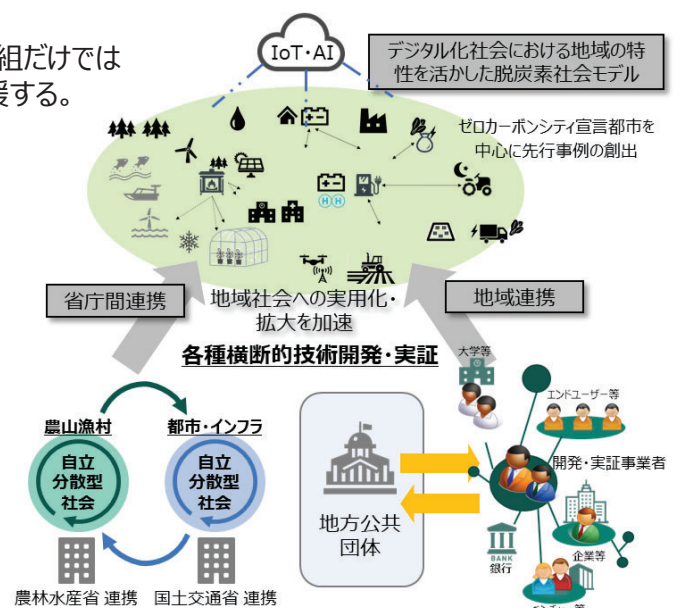 組だけでは
援する。
IoT・AI
デジタル化社会における地域の特
性を活かした脱炭素社会モデル
ゼロカーボンシティ宣言都市を
中心に先行事例の創出
H H
省庁間連携
地域社会への実用化・
拡大を加速
地域連携
各種横断的技術開発・実証
大学等
エンドユーザー等
農山漁村
都市・インフラ
自立
分散型
社会
自立
分散型
社会
地方公共
団体
開発・実証事業者
BANK
銀行
企業等
農林水産省 連携
国土交通省 連携